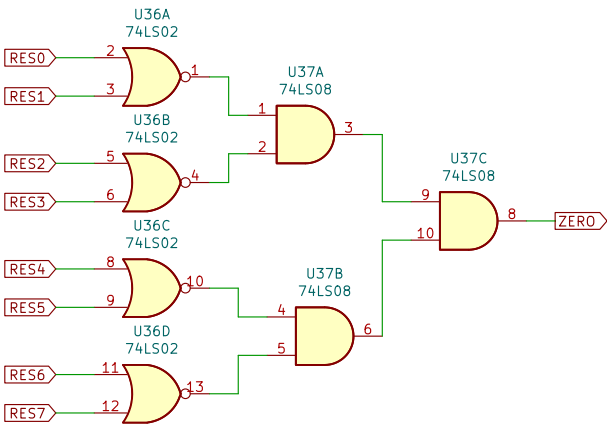 U36A
74LS02
RES0
2
1
RES1
3
U37A
74LS08
1
2
3
U36B
74LS02
RES2
5
4
RES3
6
U37C
74LS08
9
10
8
ZERO
U36C
74LS02
RES4
8
10
RES5
9
U37B
74LS08
4
5
6
U36D
74LS02
RES6
11
13
RES7
12